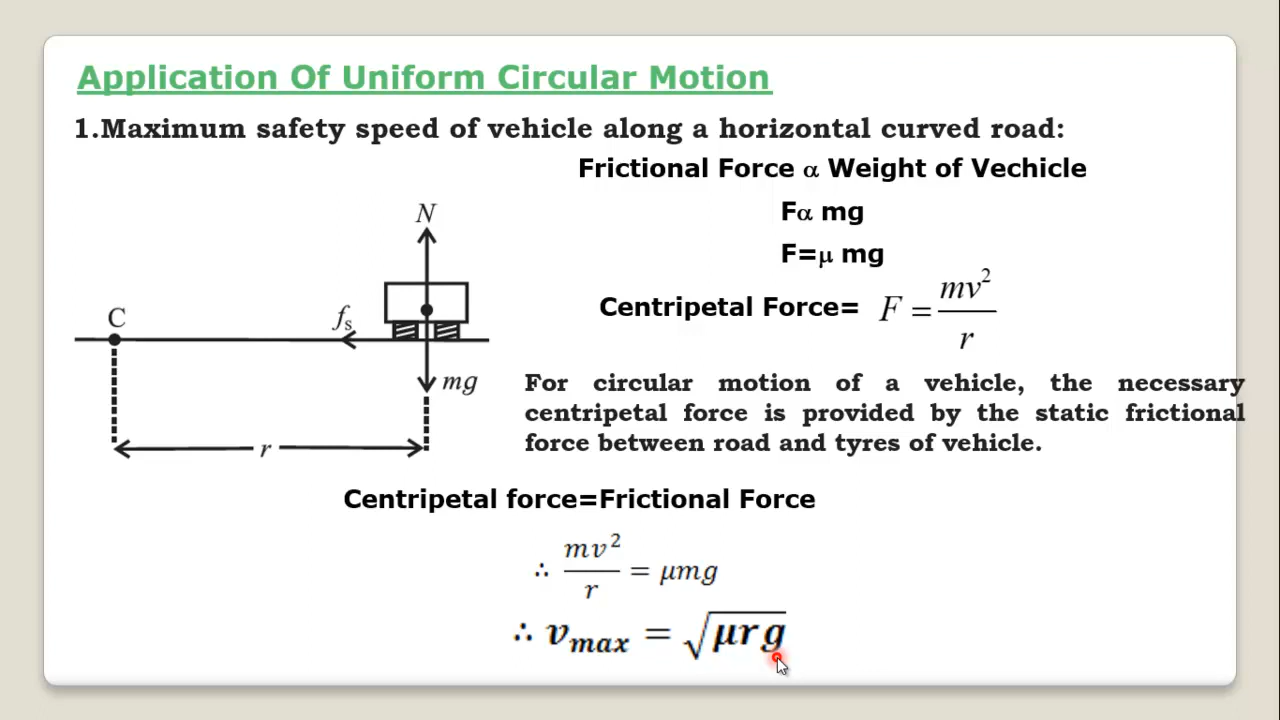 Application Of Uniform Circular Motion
1.Maximum safety speed of vehicle along a horizontal curved road:
Frictional Force α Weight of Vechicle
Fα mg
F=μ mg
Centripetal Force= F = mv²/r
N
C
fs
mg
r
For circular motion of a vehicle, the necessary
centripetal force is provided by the static frictional
force between road and tyres of vehicle.
Centripetal force=Frictional Force
∴ mv²/r = μmg
∴ vmax = √μrg